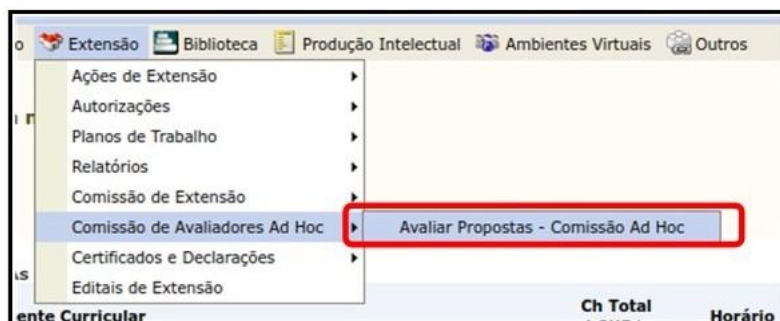 o Extensão Biblioteca Produção Intelectual Ambientes Virtuais Outros
Ações de Extensão
Autorizações
Planos de Trabalho
Relatórios
Comissão de Extensão
Comissão de Avaliadores Ad Hoc Avaliar Propostas - Comissão Ad Hoc
Certificados e Declarações
Editais de Extensão
Ch Total
ente Curricular Horário